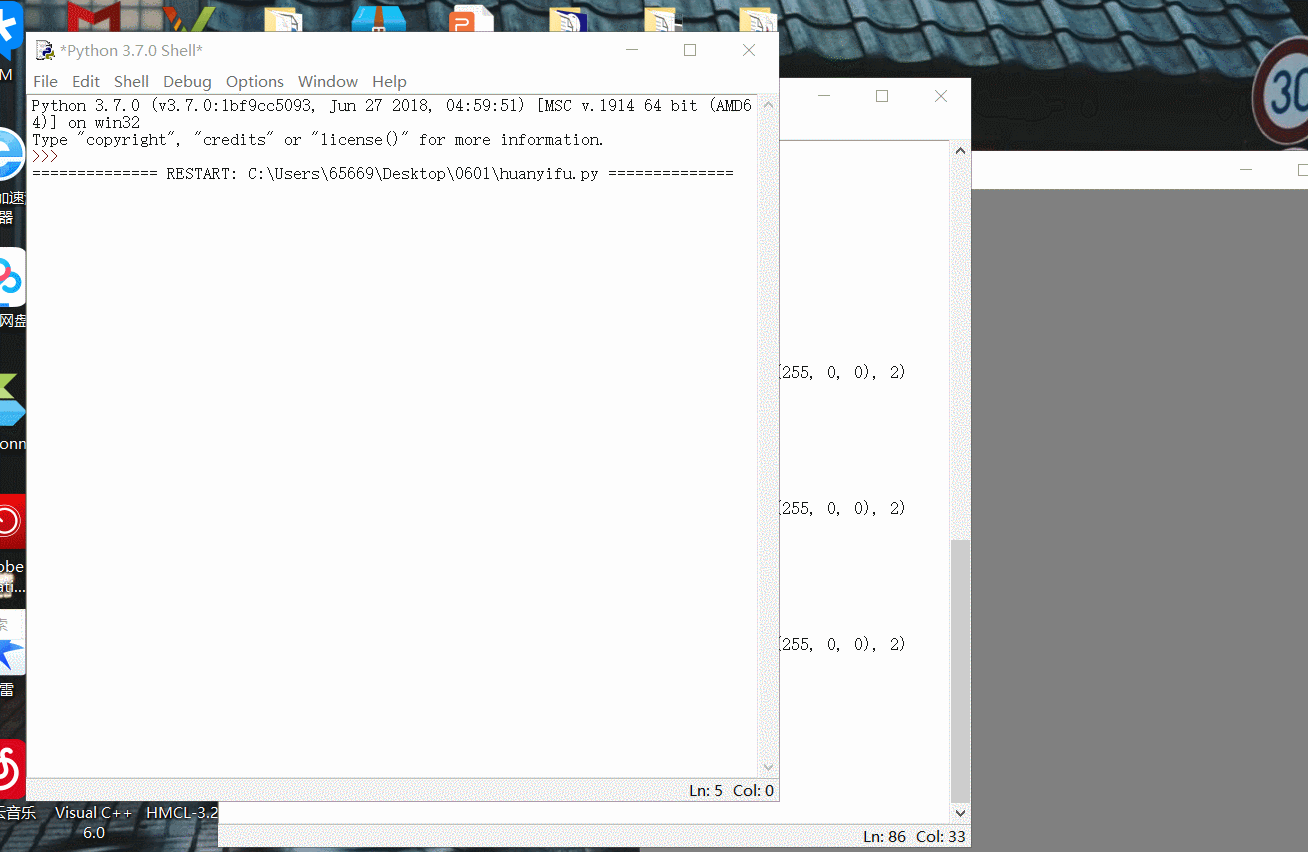 *Python 3.7.0 Shell*
File Edit Shell Debug Options Window Help
Python 3.7.0 (v3.7.0:1bf9cc5093, Jun 27 2018, 04:59:51) [MSC v.1914 64 bit (AMD6
4)] on win32
Type "copyright", "credits" or "license()" for more information.
>>>
============== RESTART: C:\Users\65669\Desktop\0601\huanyifu.py ==============
Ln: 5 Col: 0
(255, 0, 0), 2)
(255, 0, 0), 2)
(255, 0, 0), 2)
Ln: 86 Col: 33
30
M
加速
器
网盘
onn
obe
ati...
索
雷
云音乐
Visual C++
6.0
HMCL-3.2